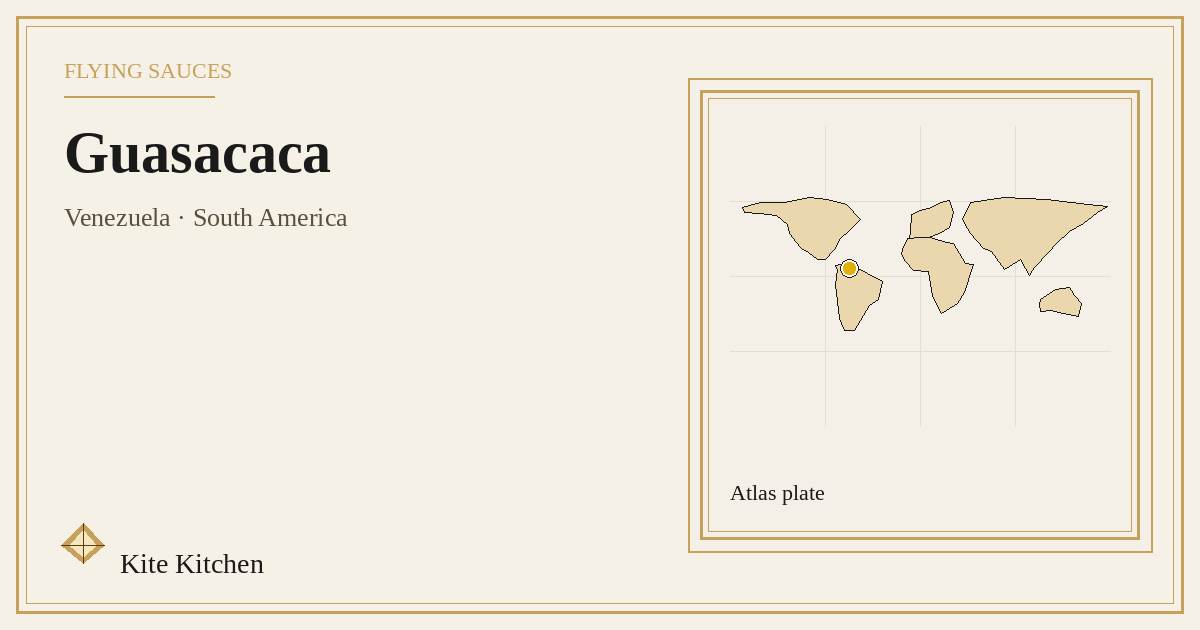 FLYING SAUCES
Guasacaca
Venezuela · South America
Atlas plate
Kite Kitchen